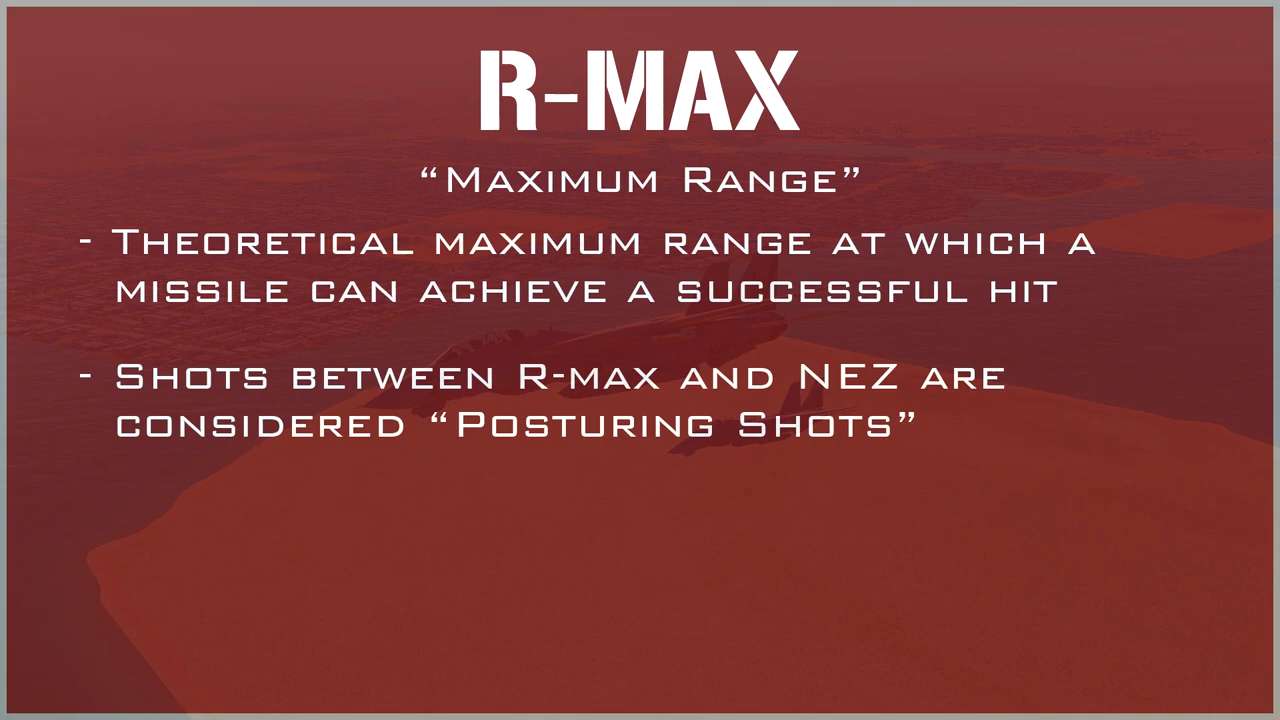 R-MAX
“Maximum Range”
- Theoretical maximum range at which a
missile can achieve a successful hit
- Shots between R-max and NEZ are
considered “Posturing Shots”